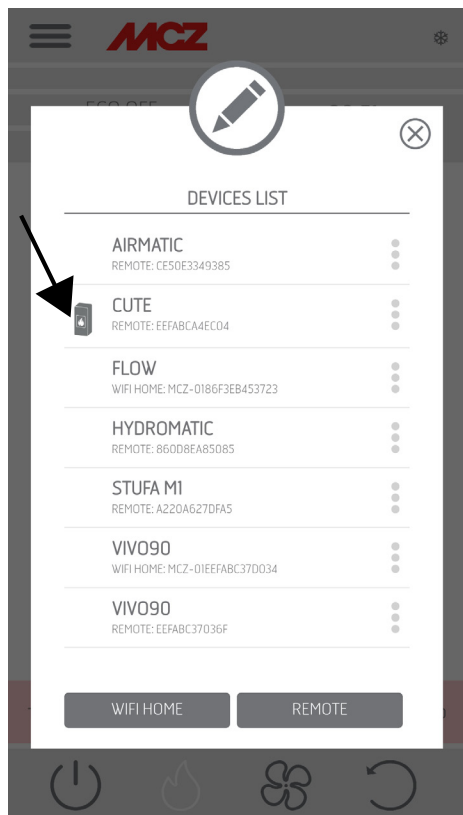 MCZ
DEVICES LIST
AIRMATIC
REMOTE: CE50E3349385
CUTE
REMOTE: EEFABCA4EC04
FLOW
WIFI HOME: MCZ-0186F3EB453723
HYDROMATIC
REMOTE: 860D8EA85085
STUFA M1
REMOTE: A220A627DFA5
VIVO90
WIFI HOME: MCZ-01EEFABC37D034
VIVO90
REMOTE: EEFABC37036F
WIFI HOME
REMOTE